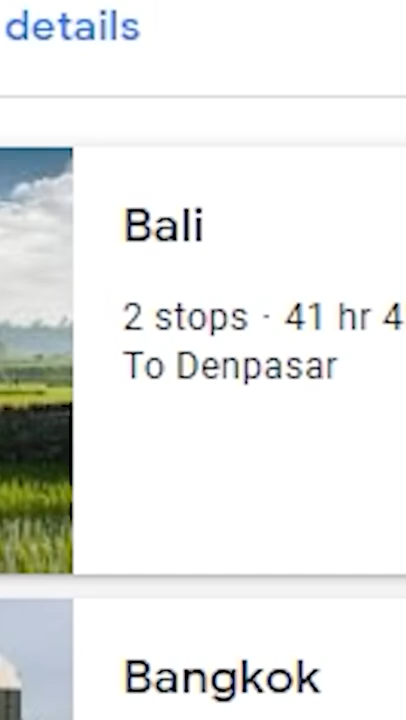 details
Bali
2 stops · 41 hr 4
To Denpasar
Bangkok